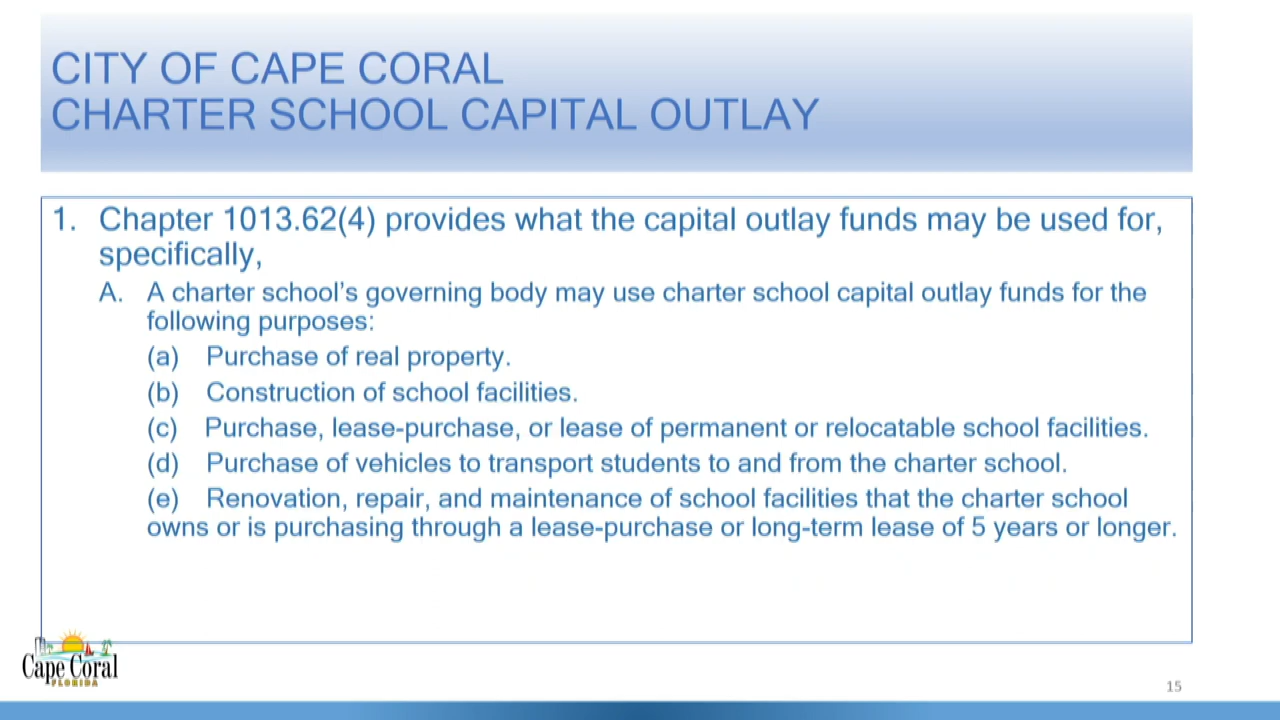 CITY OF CAPE CORAL
CHARTER SCHOOL CAPITAL OUTLAY
1. Chapter 1013.62(4) provides what the capital outlay funds may be used for,
specifically,
A. A charter school’s governing body may use charter school capital outlay funds for the
following purposes:
(a) Purchase of real property.
(b) Construction of school facilities.
(c) Purchase, lease-purchase, or lease of permanent or relocatable school facilities.
(d) Purchase of vehicles to transport students to and from the charter school.
(e) Renovation, repair, and maintenance of school facilities that the charter school
owns or is purchasing through a lease-purchase or long-term lease of 5 years or longer.
Cape Coral
FLORIDA
15